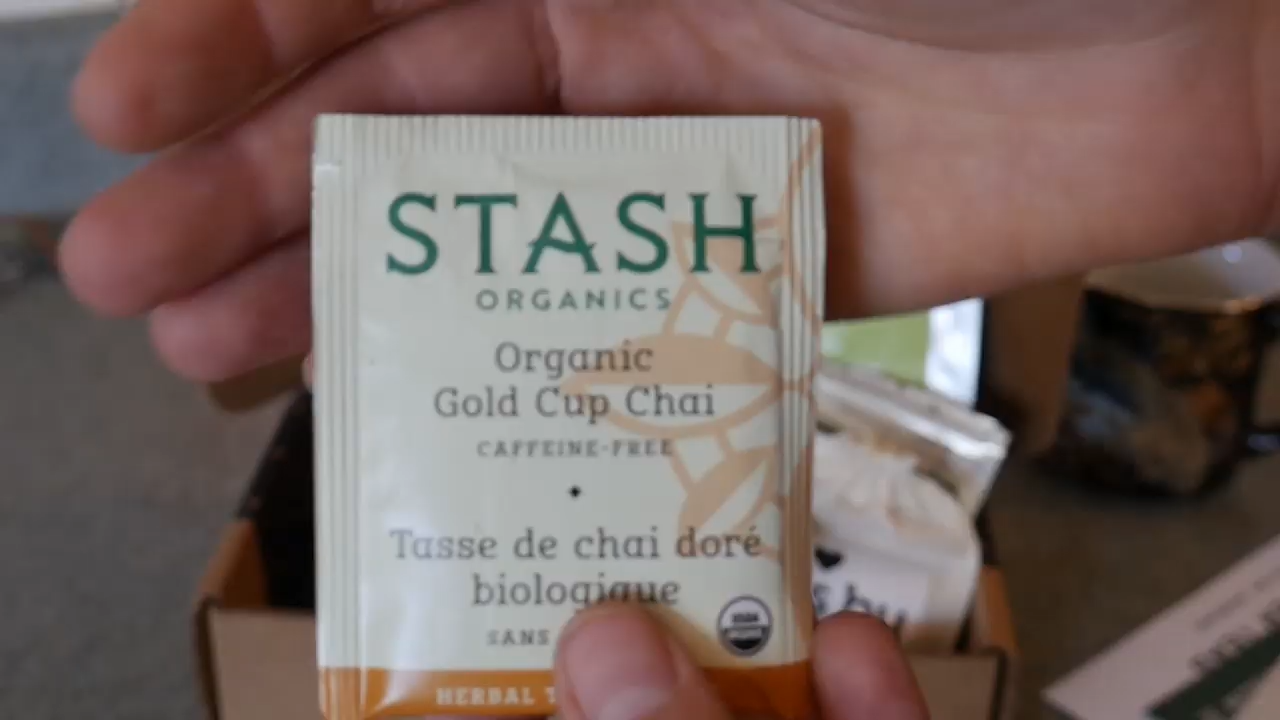 STASH
ORGANICS
Organic
Gold Cup Chai
CAFFEINE-FREE
Tasse de chai doré
biologique
SANS
HERBAL